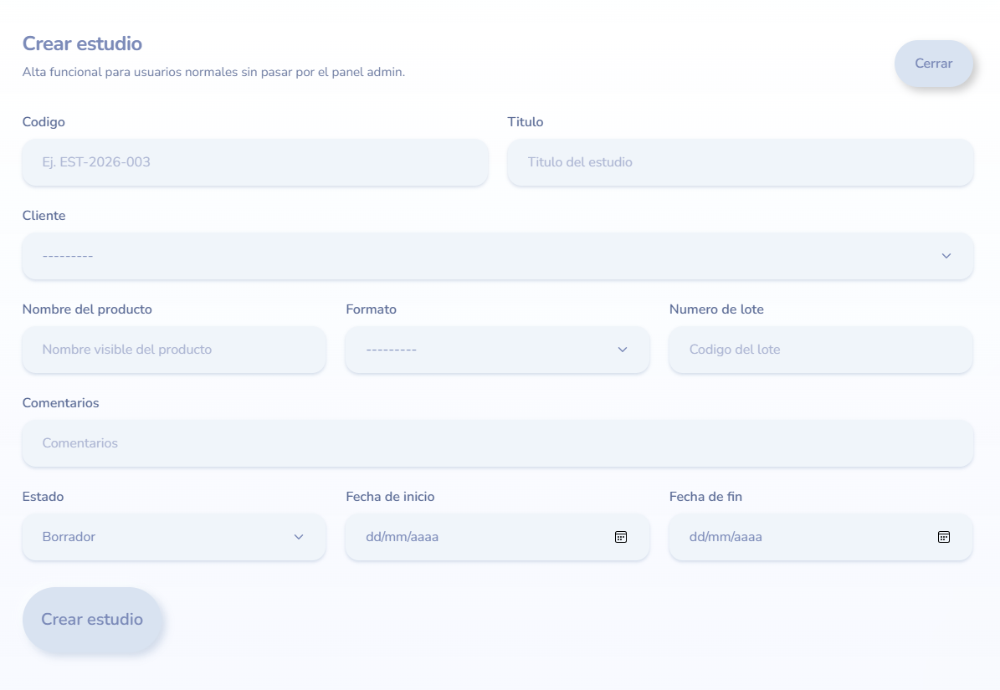 Crear estudio
Alta funcional para usuarios normales sin pasar por el panel admin.
Cerrar
Codigo
Titulo
Ej. EST-2026-003
Titulo del estudio
Cliente
---------
Nombre del producto
Formato
Numero de lote
Nombre visible del producto
---------
Codigo del lote
Comentarios
Comentarios
Estado
Fecha de inicio
Fecha de fin
Borrador
dd/mm/aaaa
dd/mm/aaaa
Crear estudio